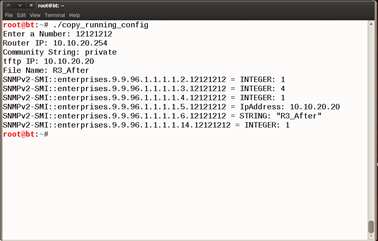 root@bt: ~
File Edit View Terminal Help
root@bt:~# ./copy_running_config
Enter a Number: 12121212
Router IP: 10.10.20.254
Community String: private
tftp IP: 10.10.20.20
File Name: R3_After
SNMPv2-SMI::enterprises.9.9.96.1.1.1.1.2.12121212 = INTEGER: 1
SNMPv2-SMI::enterprises.9.9.96.1.1.1.1.3.12121212 = INTEGER: 4
SNMPv2-SMI::enterprises.9.9.96.1.1.1.1.4.12121212 = INTEGER: 1
SNMPv2-SMI::enterprises.9.9.96.1.1.1.1.5.12121212 = IpAddress: 10.10.20.20
SNMPv2-SMI::enterprises.9.9.96.1.1.1.1.6.12121212 = STRING: "R3_After"
SNMPv2-SMI::enterprises.9.9.96.1.1.1.1.14.12121212 = INTEGER: 1
root@bt:~#